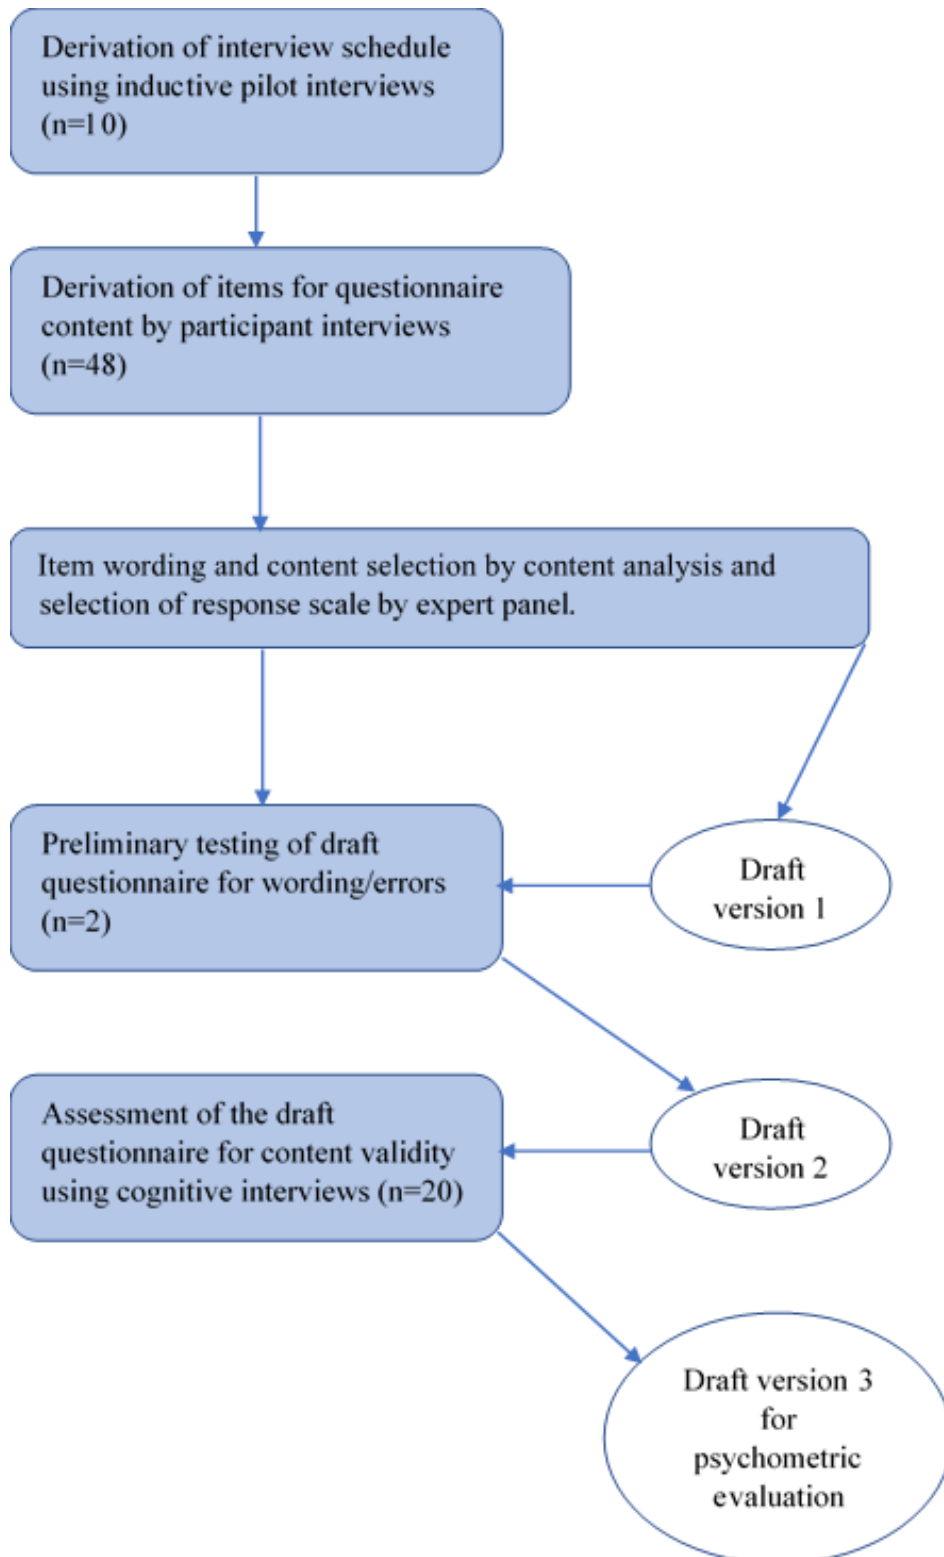 Derivation of interview schedule
using inductive pilot interviews
(n=10)
Derivation of items for questionnaire
content by participant interviews
(n=48)
Item wording and content selection by content analysis and
selection of response scale by expert panel.
Preliminary testing of draft
questionnaire for wording/errors
(n=2)
Draft
version 1
Assessment of the draft
questionnaire for content validity
using cognitive interviews (n=20)
Draft
version 2
Draft version 3
for
psychometric
evaluation